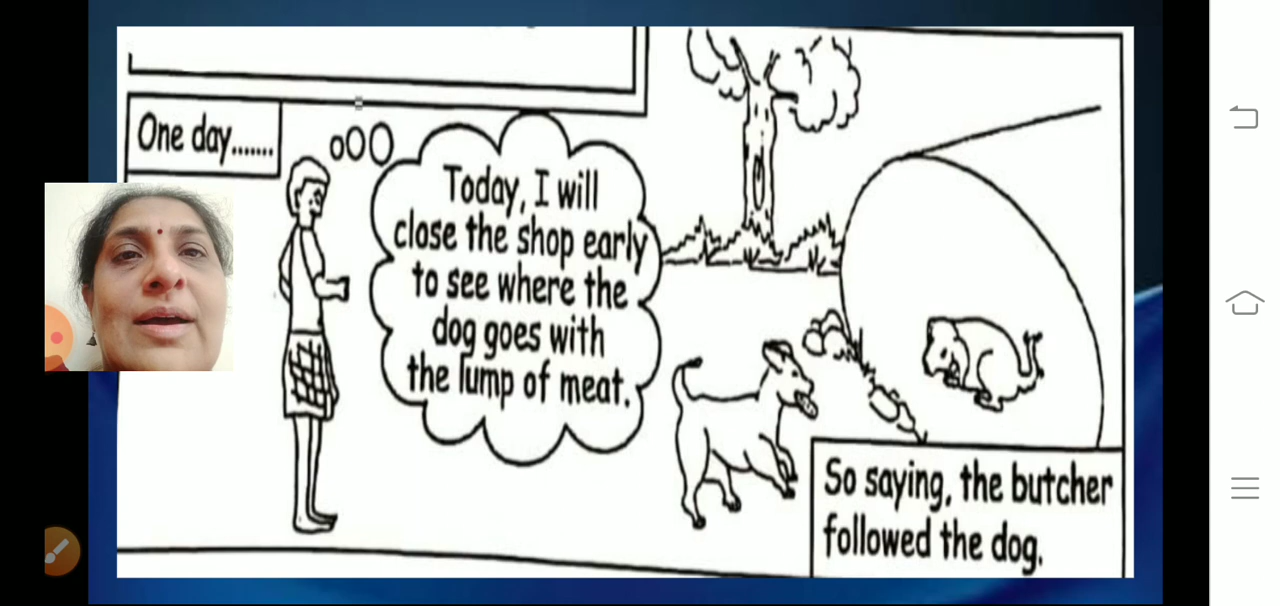 One day.......
Today, I will
close the shop early
to see where the
dog goes with
the lump of meat.
So saying, the butcher
followed the dog.